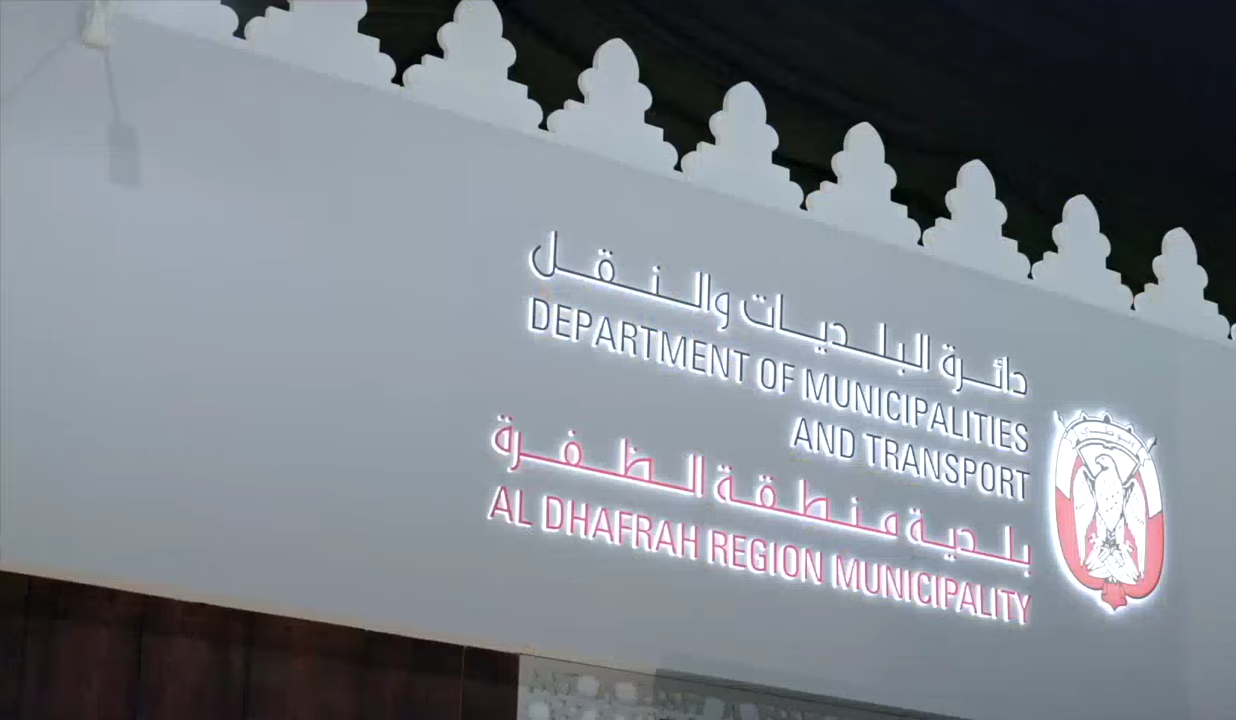 دائرة البلديات والنقل
DEPARTMENT OF MUNICIPALITIES
AND TRANSPORT
بلدية منطقة الظفرة
AL DHAFRAH REGION MUNICIPALITY